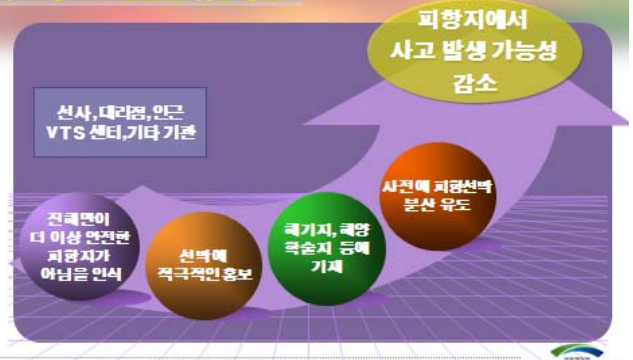 피항지에서
사고 발생 가능성
감소
선사,대리점,인근
VTS 센터,기타 기관
사전에 피항선박
분산 유도
해기지, 해양
학술지 등에
기재
진해만이
더 이상 안전한
피항지가
아님을 인식
선박에
적극적인 홍보